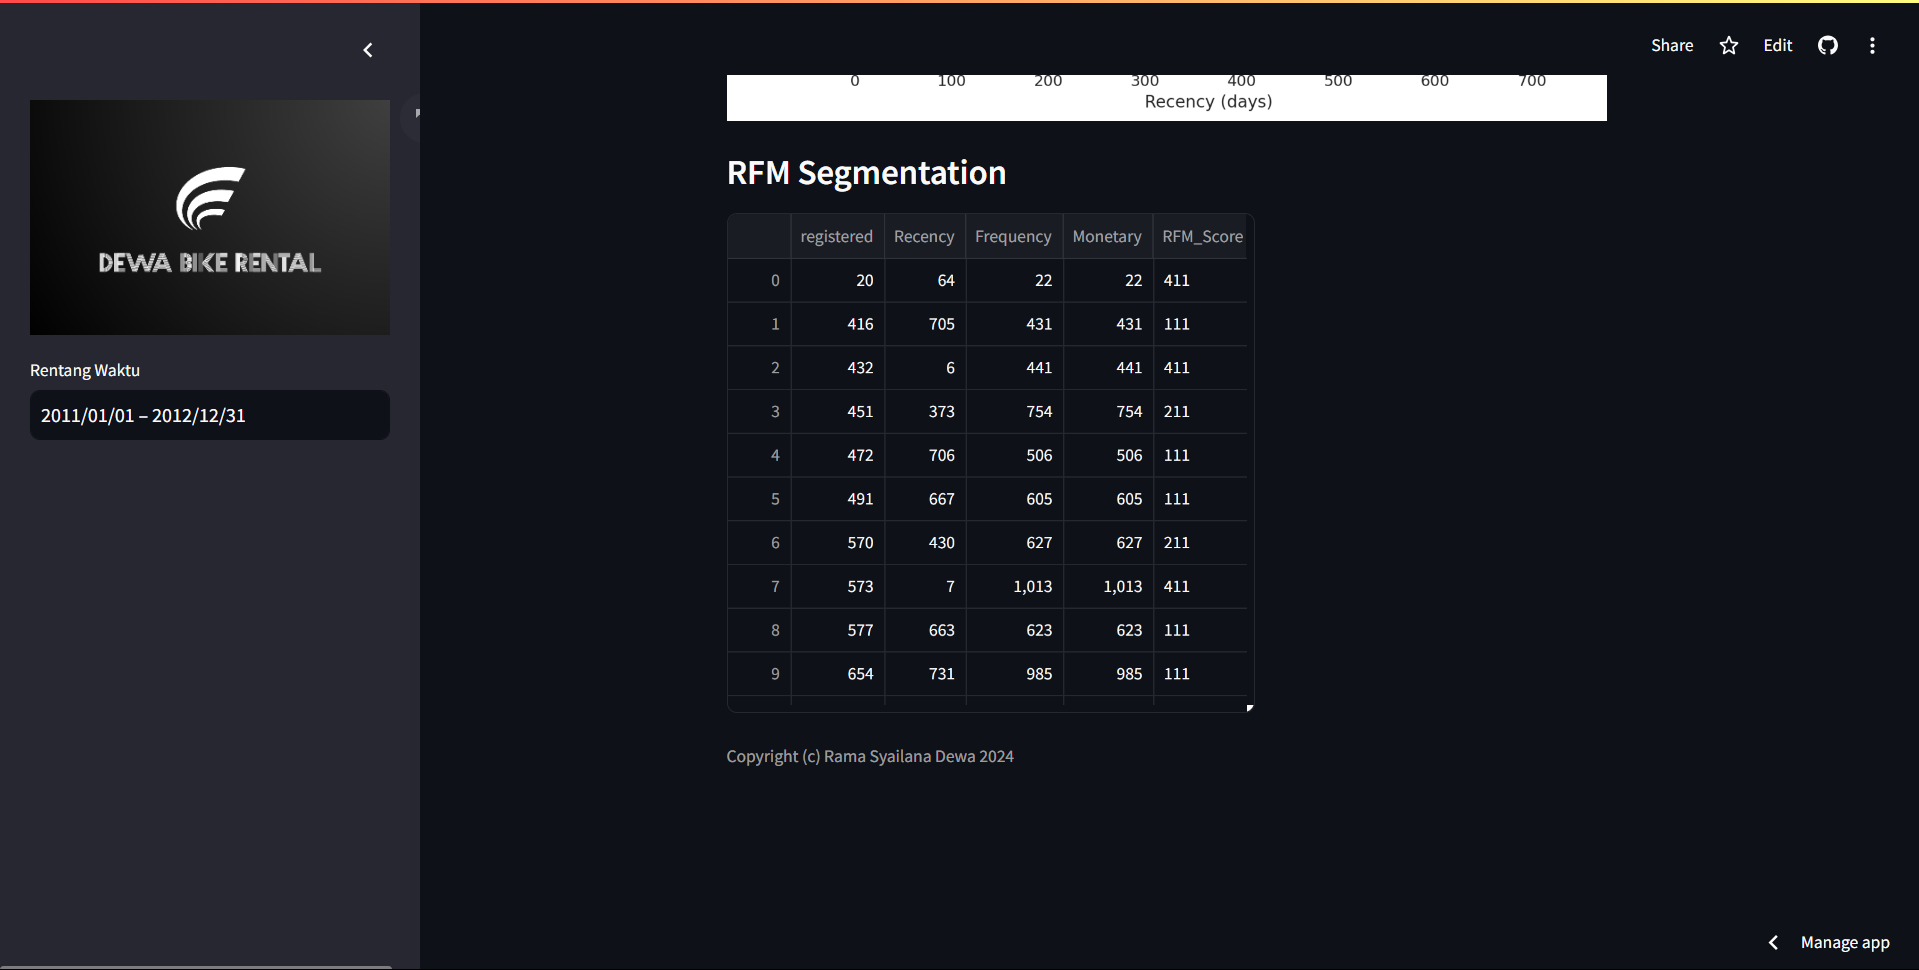 Share Edit
0 100 200 300 400 500 600 700
Recency (days)
DEWA BIKE RENTAL
Rentang Waktu
2011/01/01 – 2012/12/31
RFM Segmentation
registered Recency Frequency Monetary RFM_Score
0 20 64 22 22 411
1 416 705 431 431 111
2 432 6 441 441 411
3 451 373 754 754 211
4 472 706 506 506 111
5 491 667 605 605 111
6 570 430 627 627 211
7 573 7 1,013 1,013 411
8 577 663 623 623 111
9 654 731 985 985 111
Copyright (c) Rama Syailana Dewa 2024
Manage app